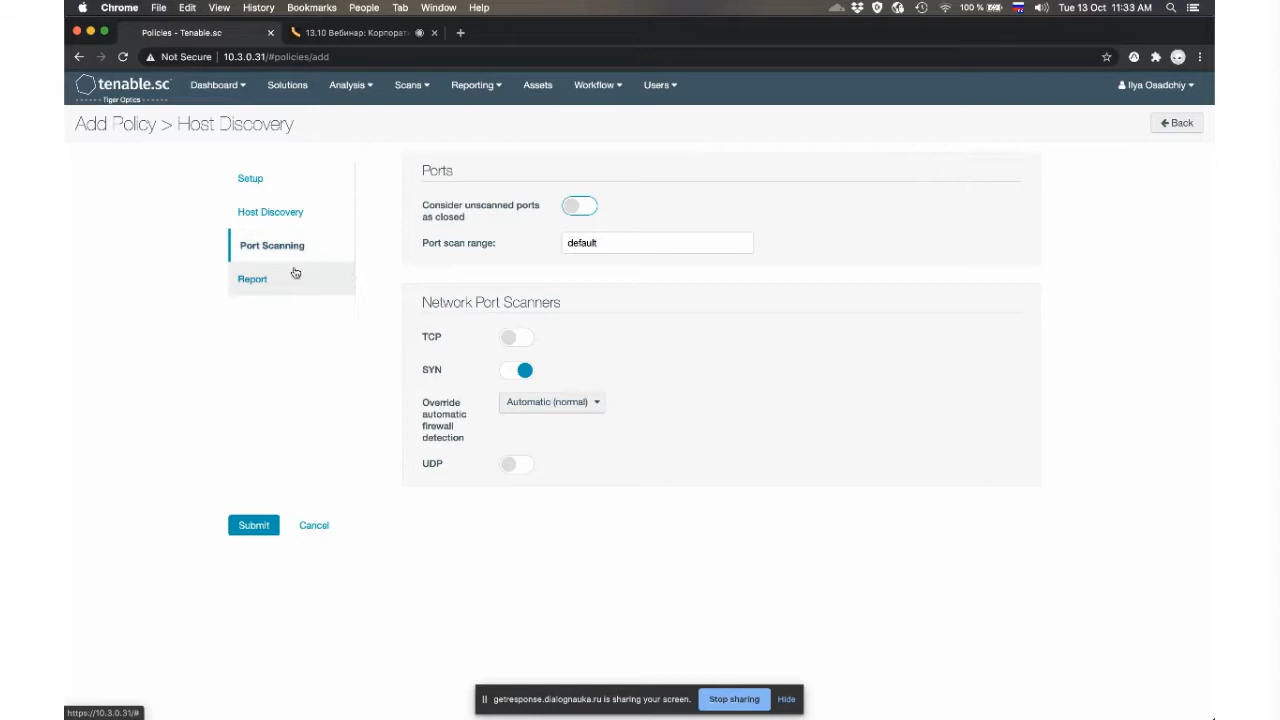 Chrome File Edit View History Bookmarks People Tab Window Help 100 % Tue 13 Oct 11:33 AM
Policies - Tenable.sc 13.10 Вебинар: Корпорат
Not Secure 10.3.0.31/#policies/add
tenable.sc Dashboard Solutions Analysis Scans Reporting Assets Workflow Users Ilya Osadchiy
Tiger Optics
Add Policy > Host Discovery Back
Setup
Host Discovery
Port Scanning
Report
Ports
Consider unscanned ports
as closed
Port scan range: default
Network Port Scanners
TCP
SYN
Override Automatic (normal)
automatic
firewall
detection
UDP
Submit Cancel
getresponse.dialognauka.ru is sharing your screen. Stop sharing Hide
https://10.3.0.31/#